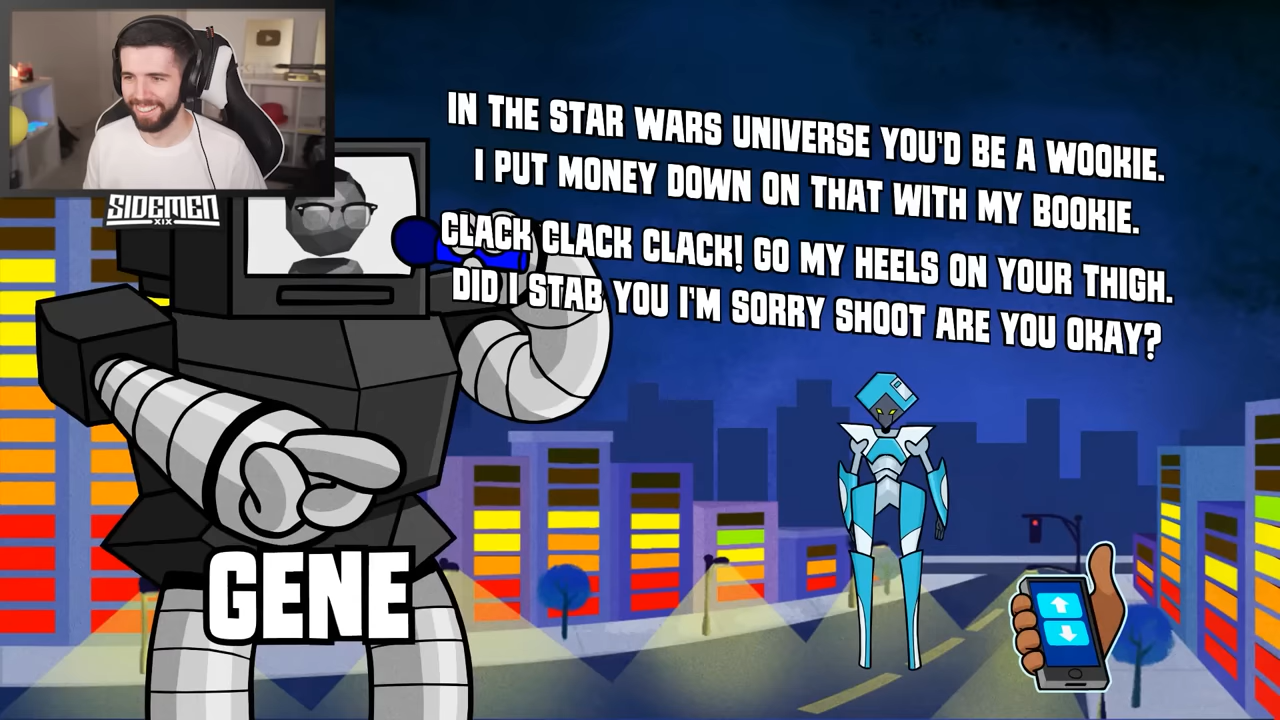 IN THE STAR WARS UNIVERSE YOU'D BE A WOOKIE.
I PUT MONEY DOWN ON THAT WITH MY BOOKIE.
CLACK CLACK CLACK! GO MY HEELS ON YOUR THIGH.
DID I STAB YOU I'M SORRY SHOOT ARE YOU OKAY?
SIDEMEN
XIX
GENE